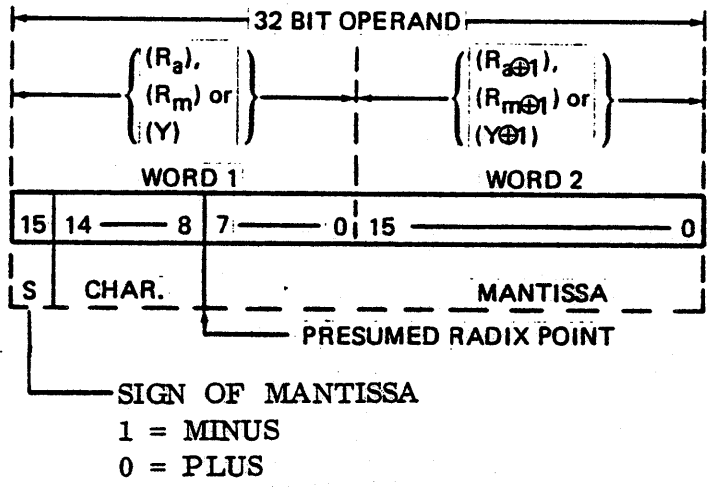 32 BIT OPERAND
(Ra),
(Rm) or
(Y)
(Ra⊕1),
(Rm⊕1) or
(Y⊕1)
WORD 1
WORD 2
15 14 8 7 0 15 0
S CHAR. MANTISSA
PRESUMED RADIX POINT
SIGN OF MANTISSA
1 = MINUS
0 = PLUS